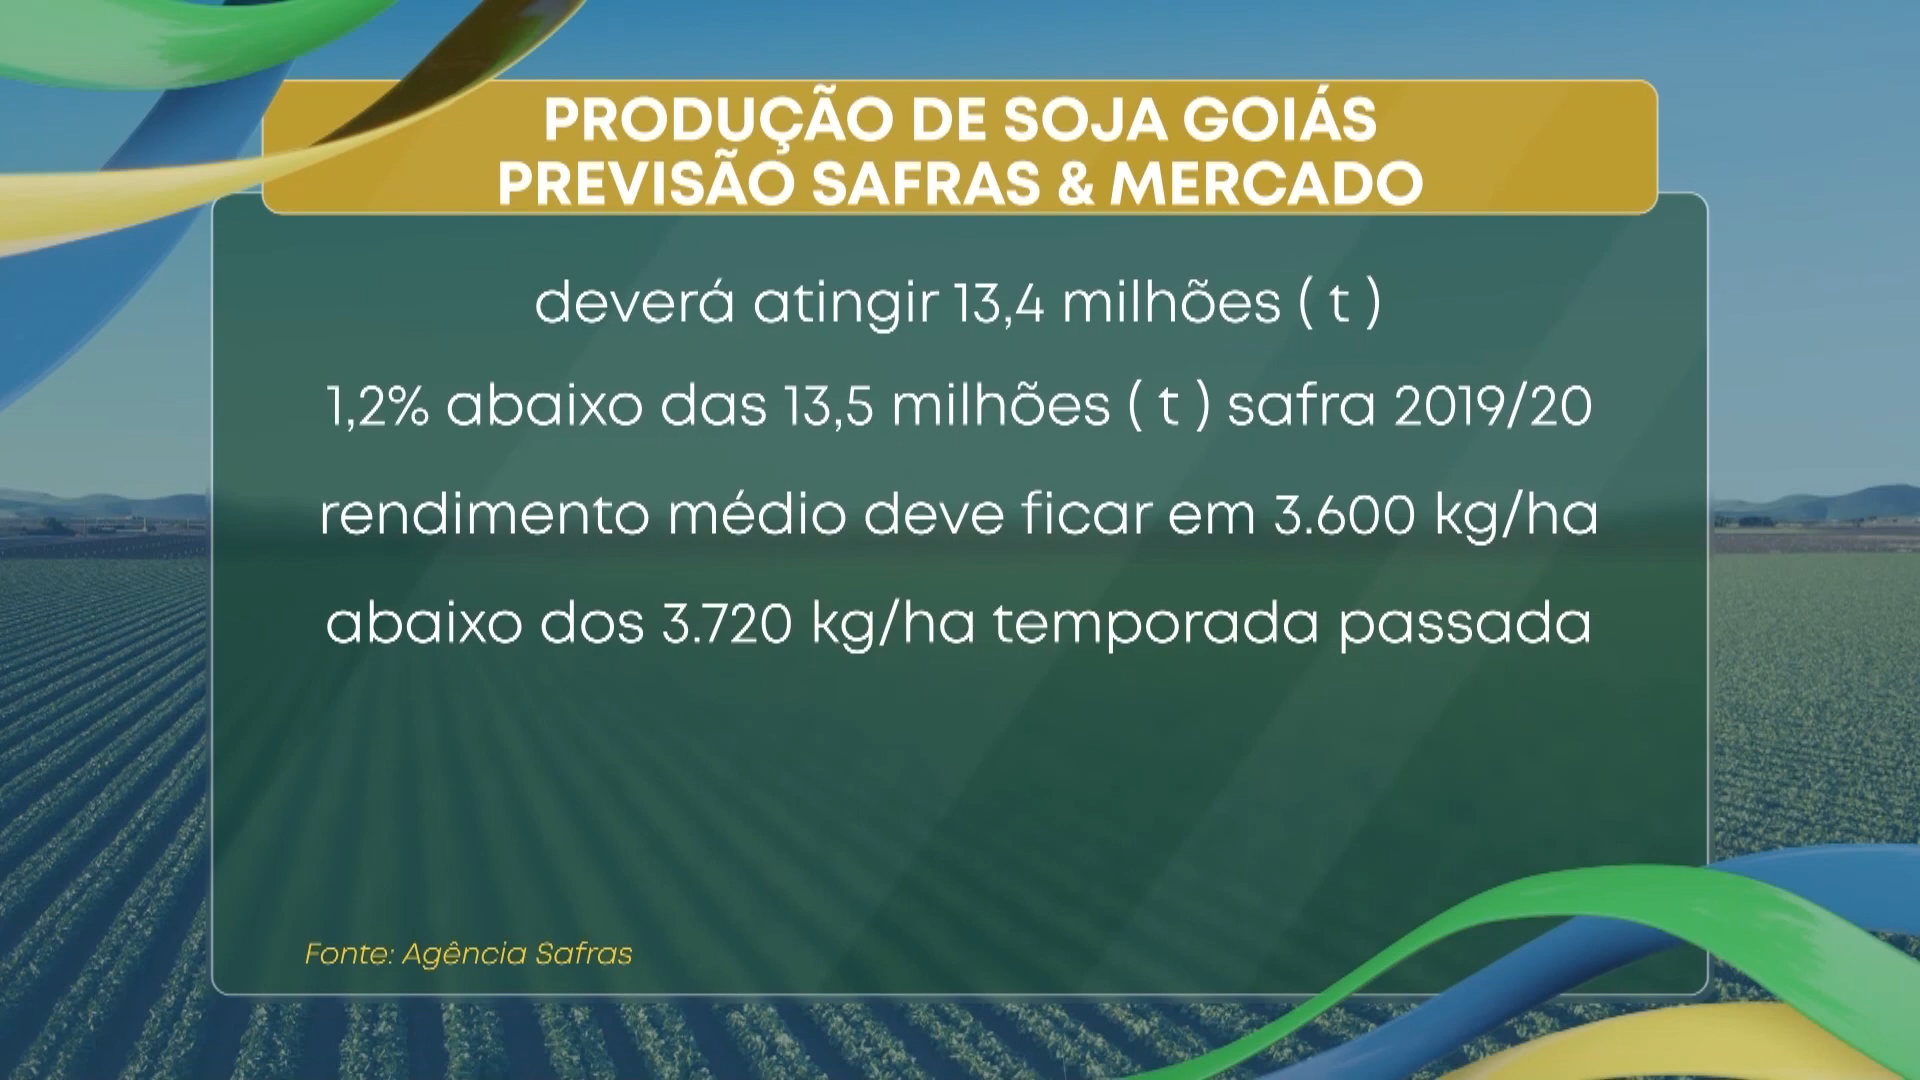 PRODUÇÃO DE SOJA GOIÁS
PREVISÃO SAFRAS & MERCADO
deverá atingir 13,4 milhões ( t )
1,2% abaixo das 13,5 milhões ( t ) safra 2019/20
rendimento médio deve ficar em 3.600 kg/ha
abaixo dos 3.720 kg/ha temporada passada
Fonte: Agência Safras